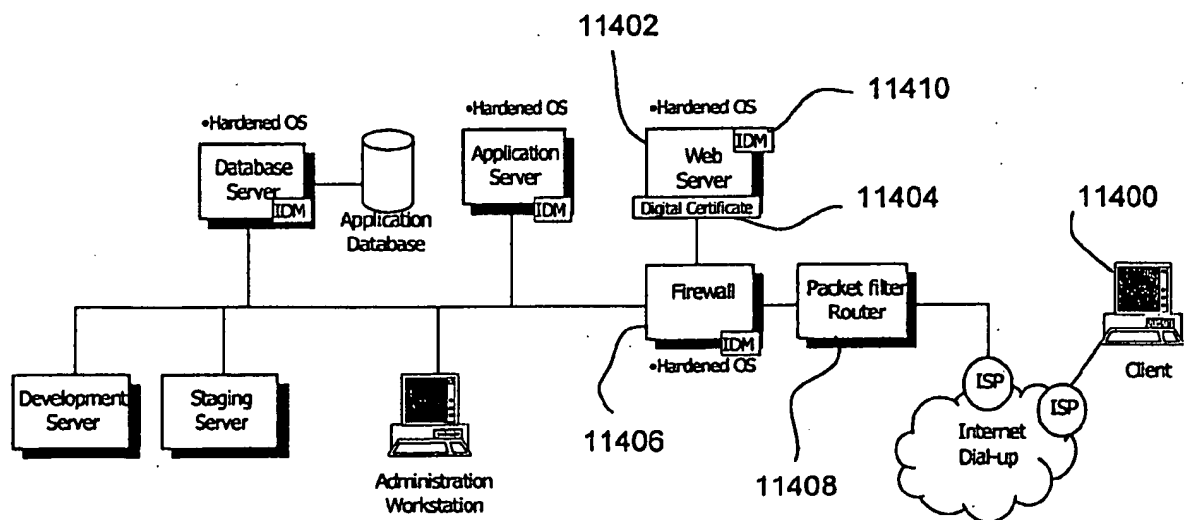 11402
11410
•Hardened OS
•Hardened OS
•Hardened OS
IDM
Database
Server
IDM
Application
Server
IDM
Web
Server
Digital Certificate
11404
11400
Application
Database
Firewall
IDM
•Hardened OS
Packet filter
Router
Client
Development
Server
Staging
Server
ISP
ISP
Internet
Dial-up
11406
11408
Administration
Workstation